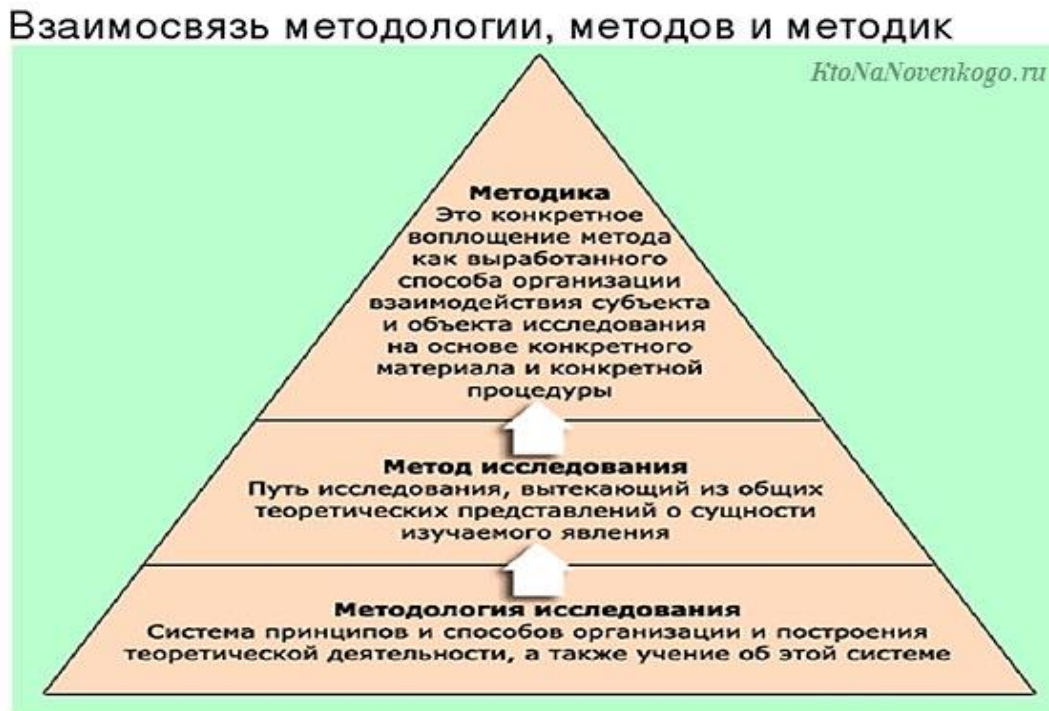 Взаимосвязь методологии, методов и методик
KtoNaNovenkogo.ru
Методика
Это конкретное
воплощение метода
как выработанного
способа организации
взаимодействия субъекта
и объекта исследования
на основе конкретного
материала и конкретной
процедуры
Метод исследования
Путь исследования, вытекающий из общих
теоретических представлений о сущности
изучаемого явления
Методология исследования
Система принципов и способов организации и построения
теоретической деятельности, а также учение об этой системе